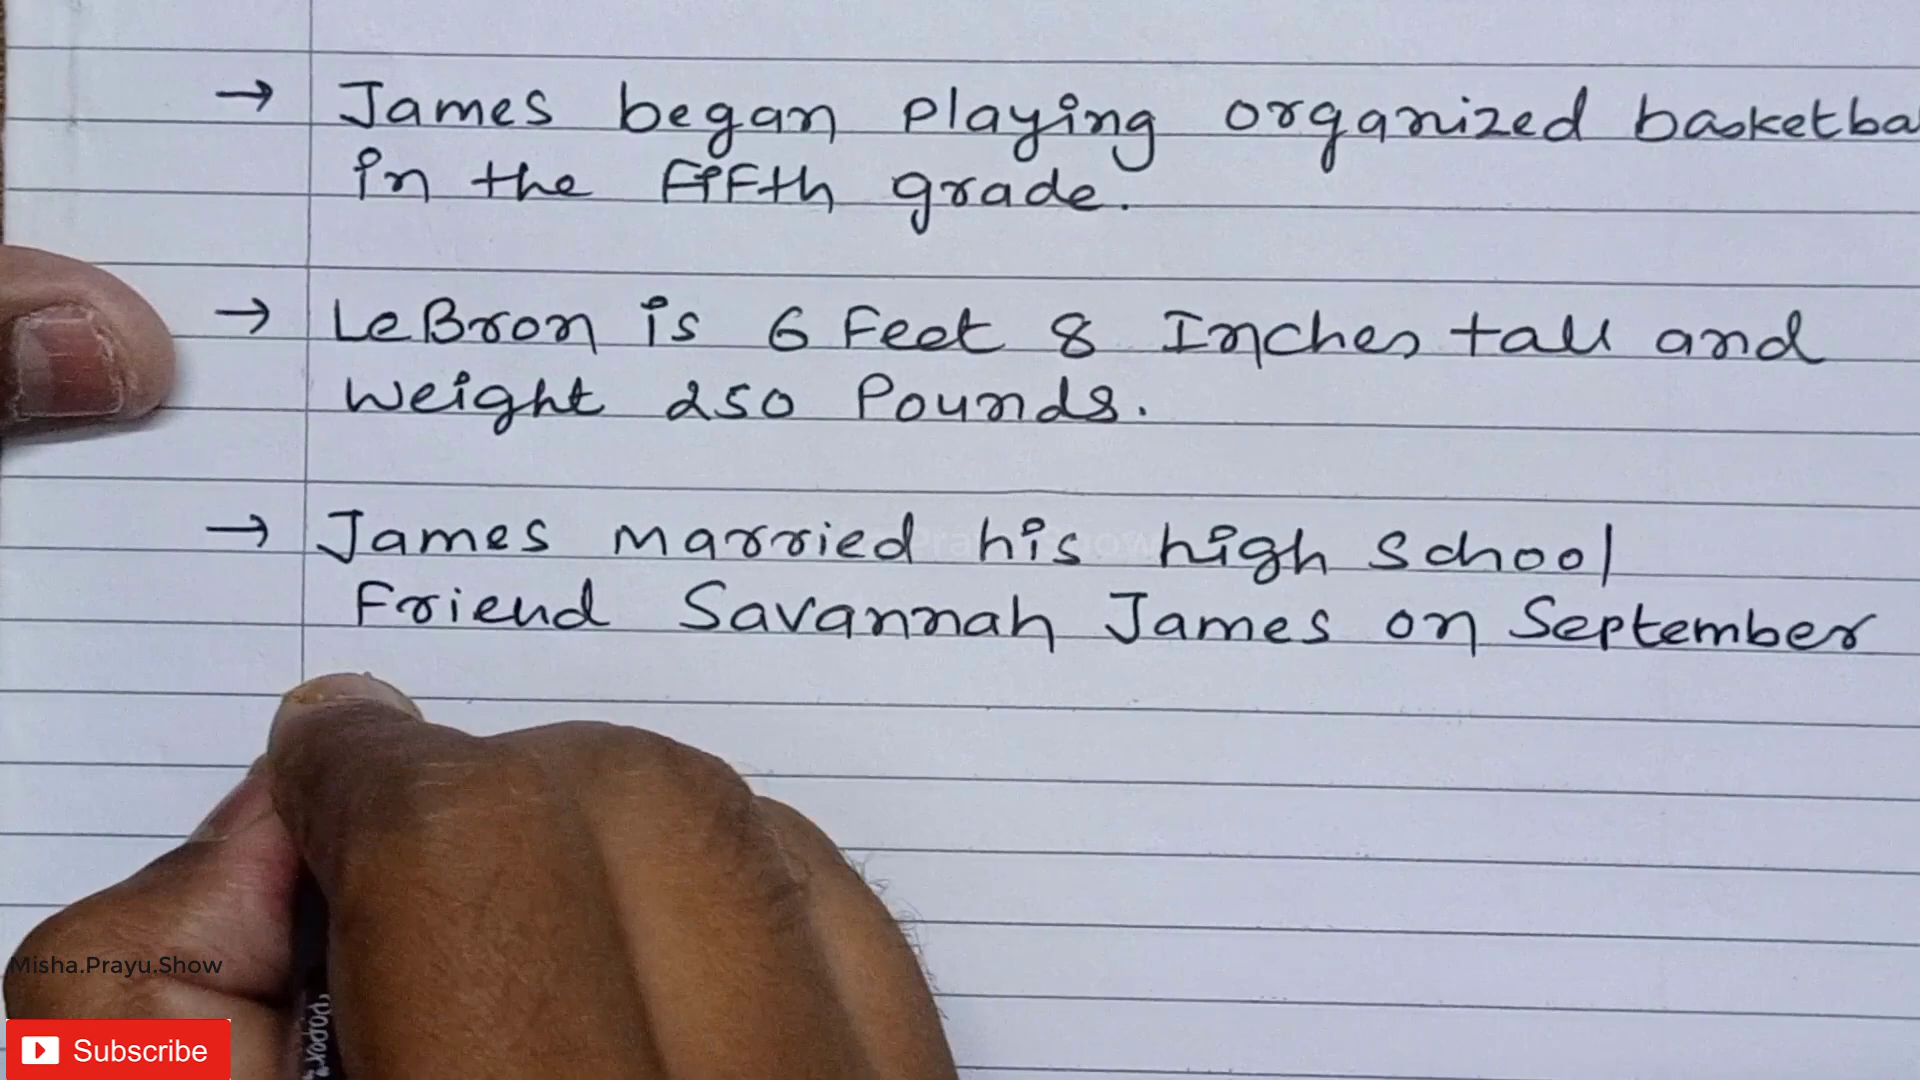 → James began playing organized basketba
in the fifth grade.
→ LeBron is 6 Feet 8 Inches tall and
Weight 250 Pounds.
→ James married his high school
Friend Savannah James on September
Misha.Prayu.Show
Subscribe